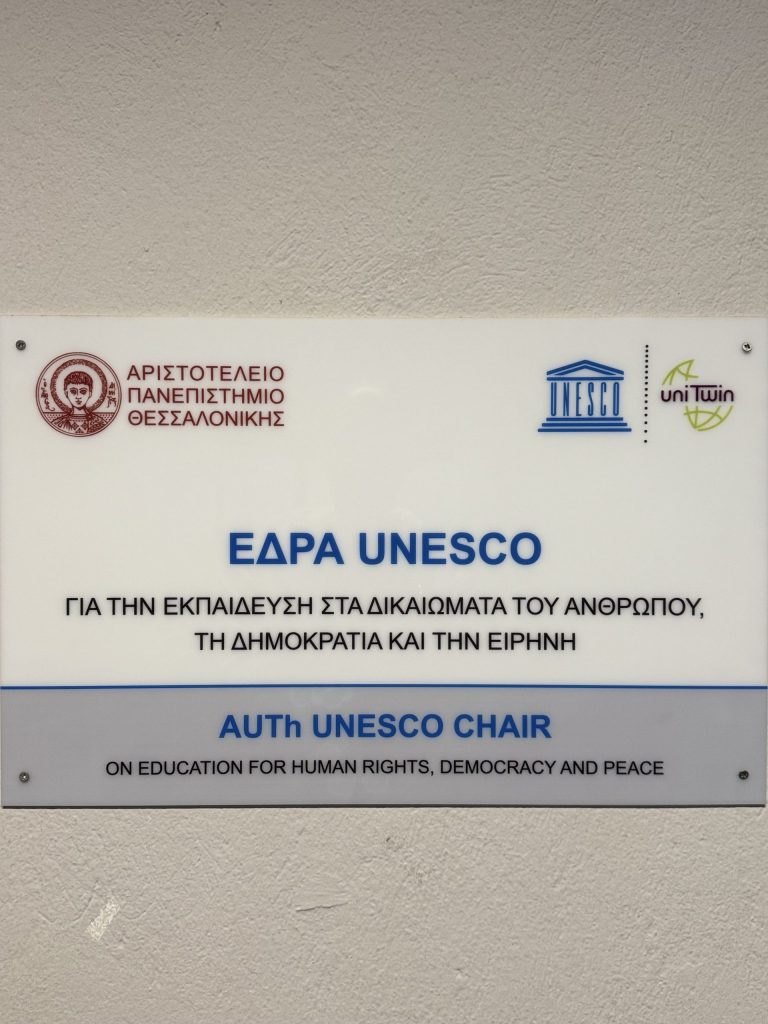 ΑΡΙΣΤΟΤΕΛΕΙΟ
ΠΑΝΕΠΙΣΤΗΜΙΟ
ΘΕΣΣΑΛΟΝΙΚΗΣ
UNESCO
uniTwin
ΕΔΡΑ UNESCO
ΓΙΑ ΤΗΝ ΕΚΠΑΙΔΕΥΣΗ ΣΤΑ ΔΙΚΑΙΩΜΑΤΑ ΤΟΥ ΑΝΘΡΩΠΟΥ,
ΤΗ ΔΗΜΟΚΡΑΤΙΑ ΚΑΙ ΤΗΝ ΕΙΡΗΝΗ
AUTh UNESCO CHAIR
ON EDUCATION FOR HUMAN RIGHTS, DEMOCRACY AND PEACE